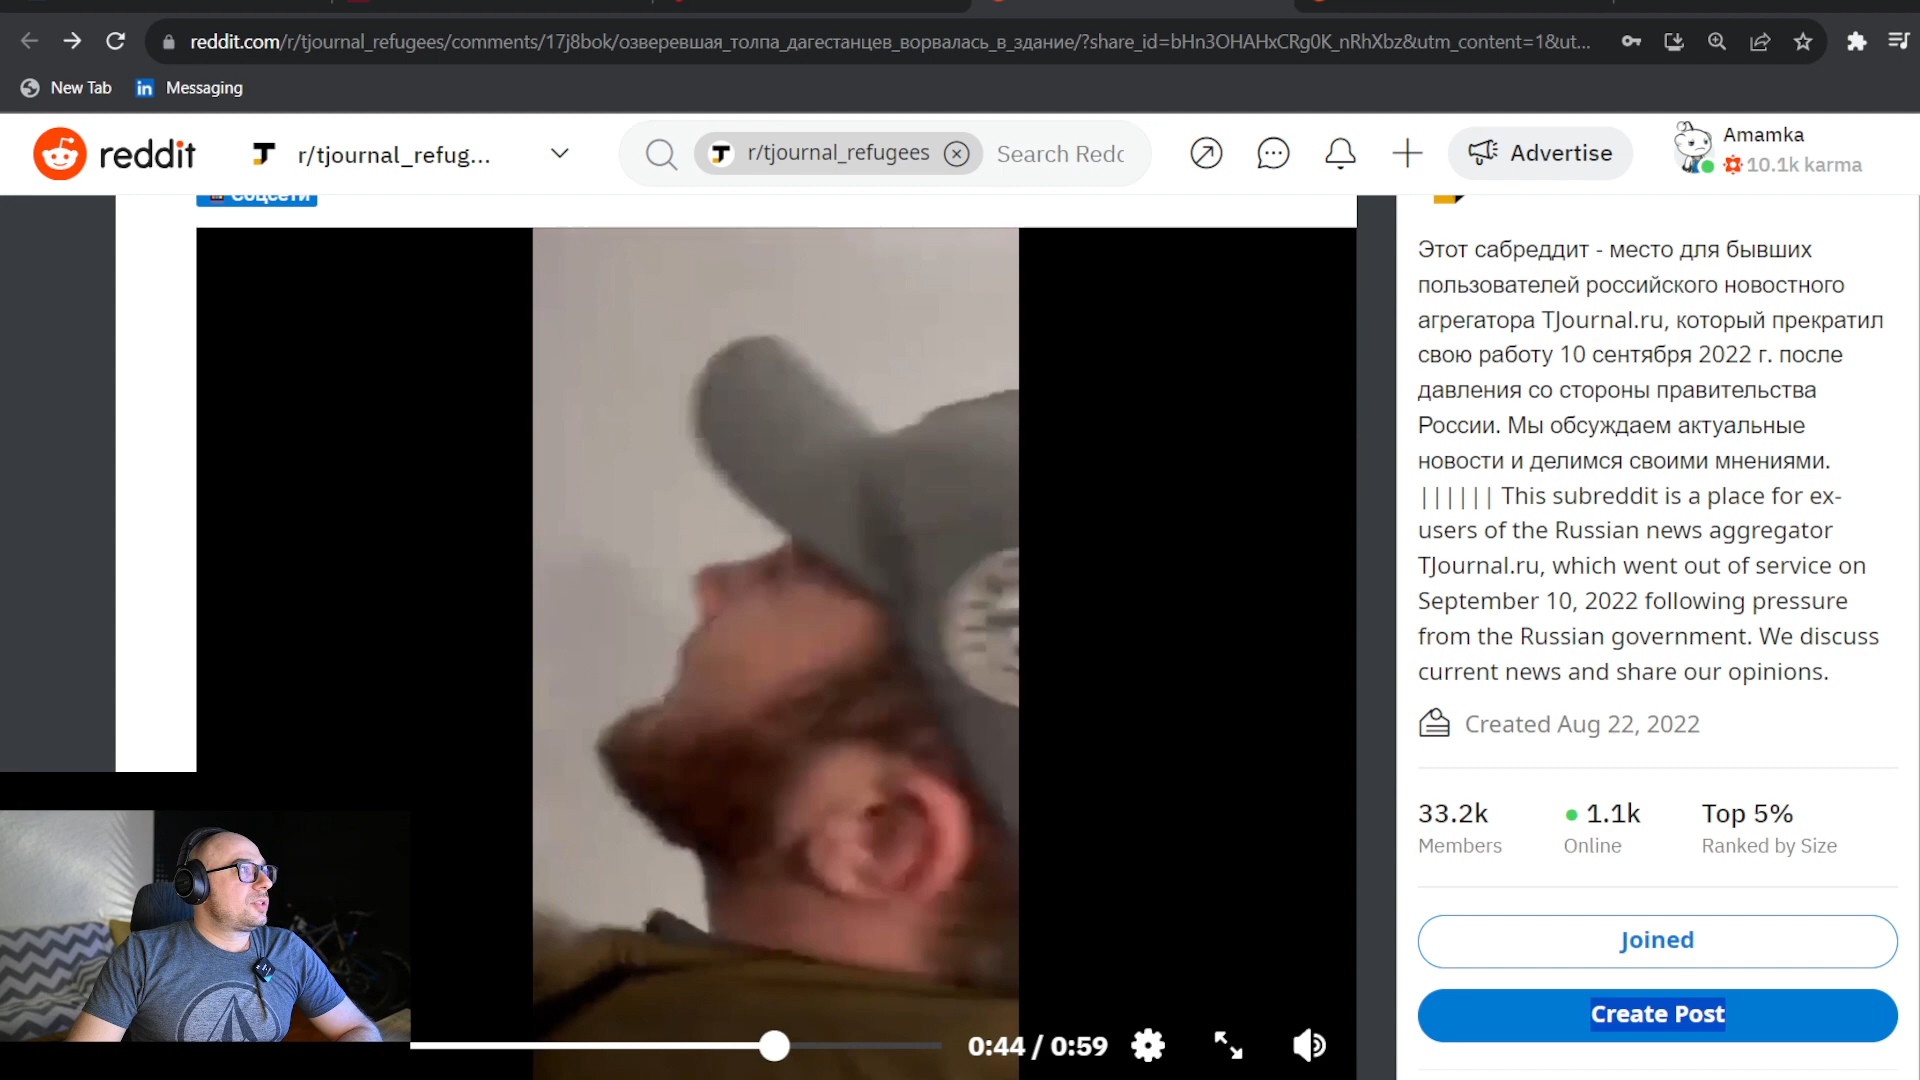 reddit.com/r/tjournal_refugees/comments/17j8bok/озверевшая_толпа_дагестанцев_ворвалась_в_здание/?share_id=bHn3OHAHxCRg0K_nRhXbz&utm_content=1&ut...
New Tab
in Messaging
reddit
r/tjournal_refug...
r/tjournal_refugees
Search Redc
Advertise
Amamka
10.1k karma
Соцсети
Этот сабреддит - место для бывших
пользователей российского новостного
агрегатора TJournal.ru, который прекратил
свою работу 10 сентября 2022 г. после
давления со стороны правительства
России. Мы обсуждаем актуальные
новости и делимся своими мнениями.
|||||| This subreddit is a place for ex-
users of the Russian news aggregator
TJournal.ru, which went out of service on
September 10, 2022 following pressure
from the Russian government. We discuss
current news and share our opinions.
Created Aug 22, 2022
33.2k
1.1k
Top 5%
Members
Online
Ranked by Size
Joined
Create Post
0:44 / 0:59